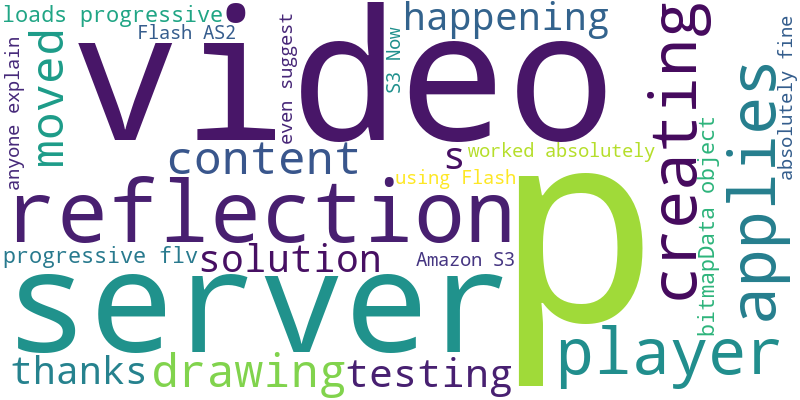 loads progressive
Flash AS2
video
happening
anyone explain
moved
even suggest
S3 Now
creating
applies
absolutely fine
content
s
worked absolutely
using Flash
p
reflection
bitmapData object
progressive flv
solution
Amazon S3
server
player
thanks
drawing
testing